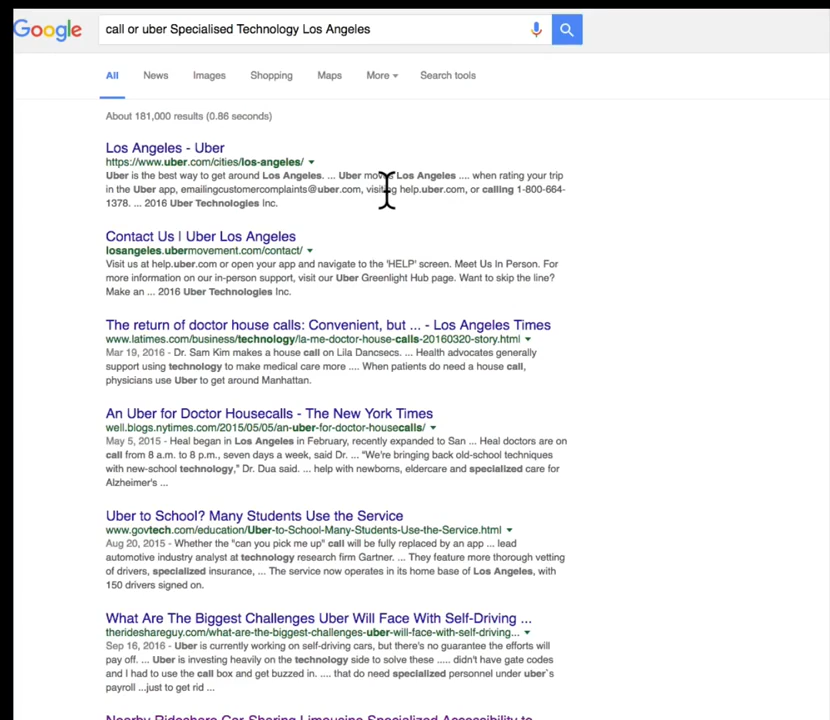 Google call or uber Specialised Technology Los Angeles
All News Images Shopping Maps More Search tools
About 181,000 results (0.86 seconds)
Los Angeles - Uber
https://www.uber.com/cities/los-angeles/
Uber is the best way to get around Los Angeles. ... Uber moves Los Angeles .... when rating your trip
in the Uber app, emailingcustomercomplaints@uber.com, visiting help.uber.com, or calling 1-800-664-
1378. ... 2016 Uber Technologies Inc.
Contact Us | Uber Los Angeles
losangeles.ubermovement.com/contact/
Visit us at help.uber.com or open your app and navigate to the 'HELP' screen. Meet Us In Person. For
more information on our in-person support, visit our Uber Greenlight Hub page. Want to skip the line?
Make an ... 2016 Uber Technologies Inc.
The return of doctor house calls: Convenient, but ... - Los Angeles Times
www.latimes.com/business/technology/la-me-doctor-house-calls-20160320-story.html
Mar 19, 2016 - Dr. Sam Kim makes a house call on Lila Dancsecs. ... Health advocates generally
support using technology to make medical care more .... When patients do need a house call,
physicians use Uber to get around Manhattan.
An Uber for Doctor Housecalls - The New York Times
well.blogs.nytimes.com/2015/05/05/an-uber-for-doctor-housecalls/
May 5, 2015 - Heal began in Los Angeles in February, recently expanded to San ... Heal doctors are on
call from 8 a.m. to 8 p.m., seven days a week, said Dr. ... "We're bringing back old-school techniques
with new-school technology," Dr. Dua said. ... help with newborns, eldercare and specialized care for
Alzheimer's ...
Uber to School? Many Students Use the Service
www.govtech.com/education/Uber-to-School-Many-Students-Use-the-Service.html
Aug 20, 2015 - Whether the "can you pick me up" call will be fully replaced by an app ... lead
automotive industry analyst at technology research firm Gartner. ... They feature more thorough vetting
of drivers, specialized insurance, ... The service now operates in its home base of Los Angeles, with
150 drivers signed on.
What Are The Biggest Challenges Uber Will Face With Self-Driving ...
therideshareguy.com/what-are-the-biggest-challenges-uber-will-face-with-self-driving...
Sep 16, 2016 - Uber is currently working on self-driving cars, but there's no guarantee the efforts will
pay off. ... Uber is investing heavily on the technology side to solve these ..... didn't have gate codes
and I had to use the call box and get buzzed in. .... that do need specialized personnel under uber`s
payroll ...just to get rid ...
Nearby Rideshare Car Sharing Limousine Specialized Accessibility to